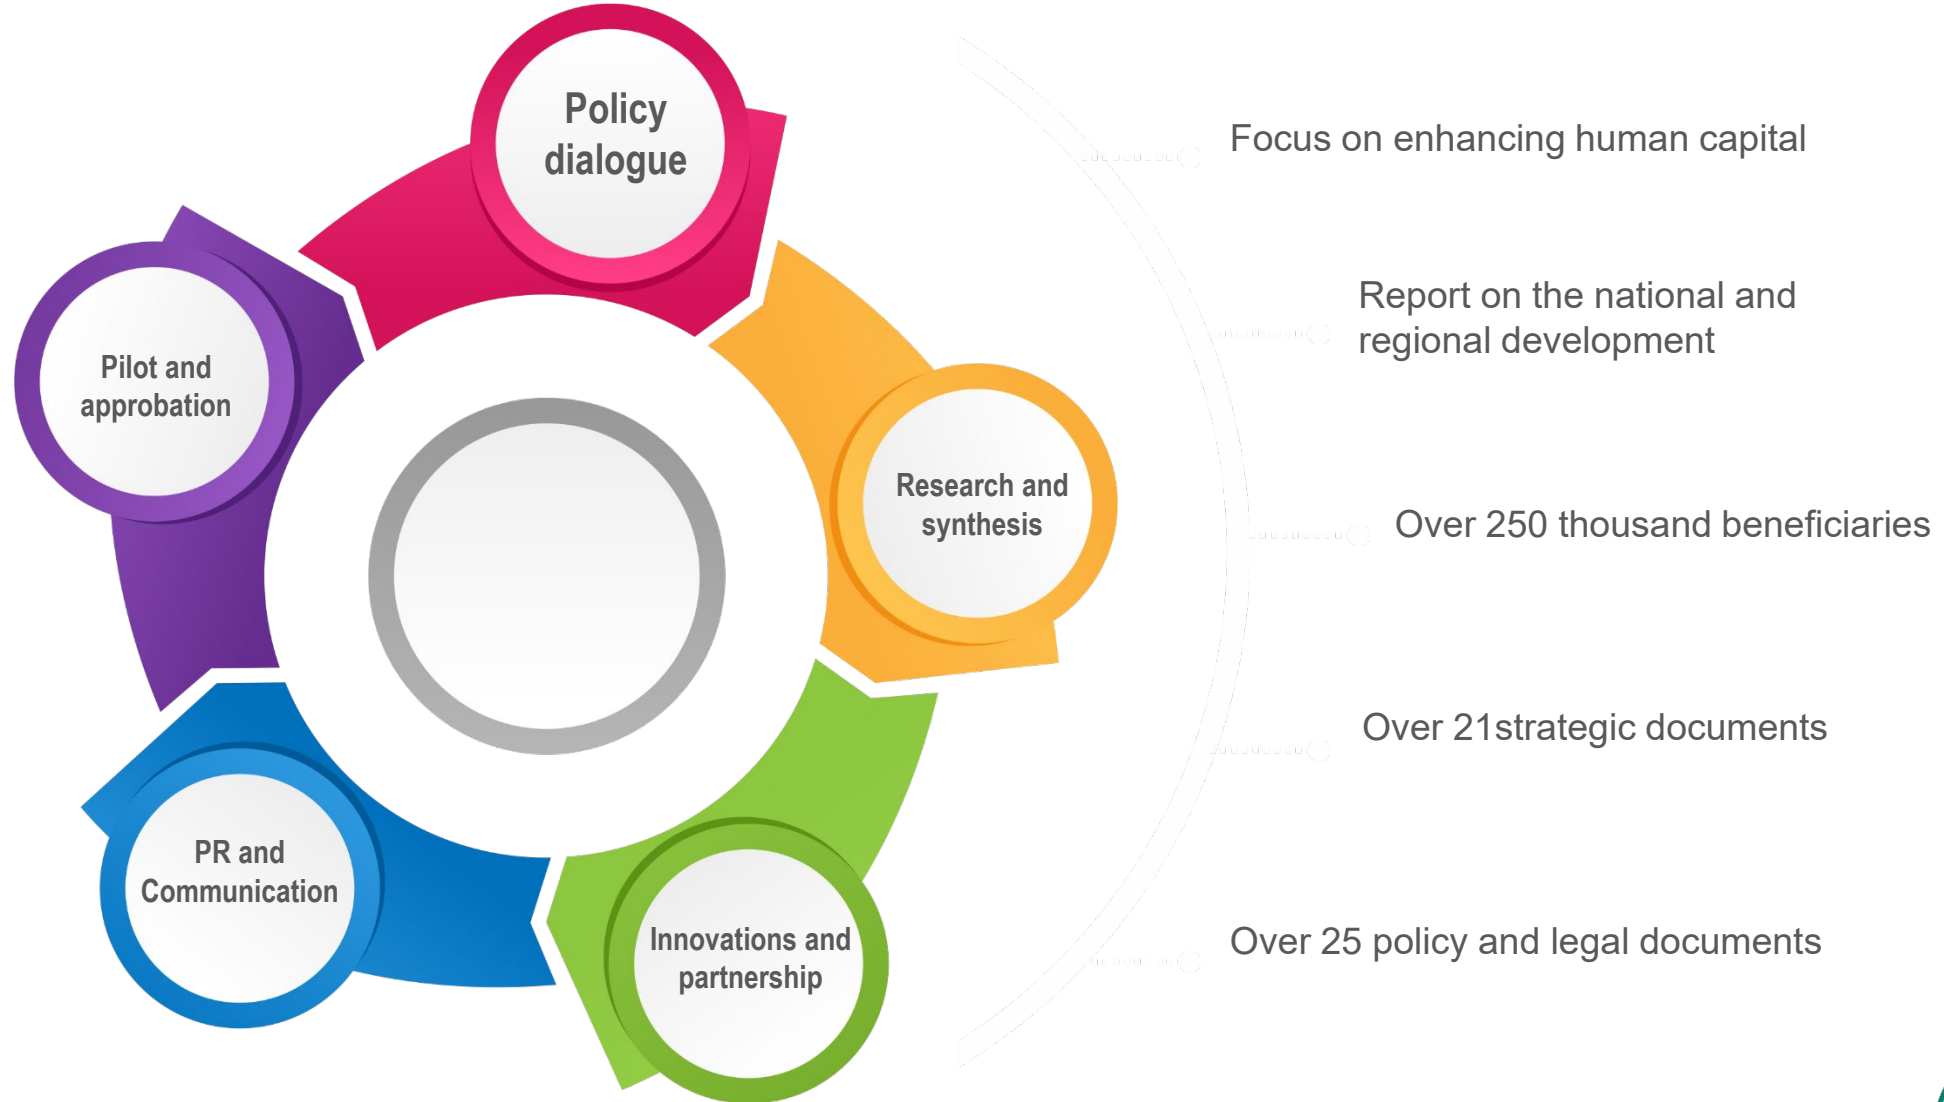 Policy
dialogue
Pilot and
approbation
Research and
synthesis
PR and
Communication
Innovations and
partnership
Focus on enhancing human capital
Report on the national and
regional development
Over 250 thousand beneficiaries
Over 21strategic documents
Over 25 policy and legal documents